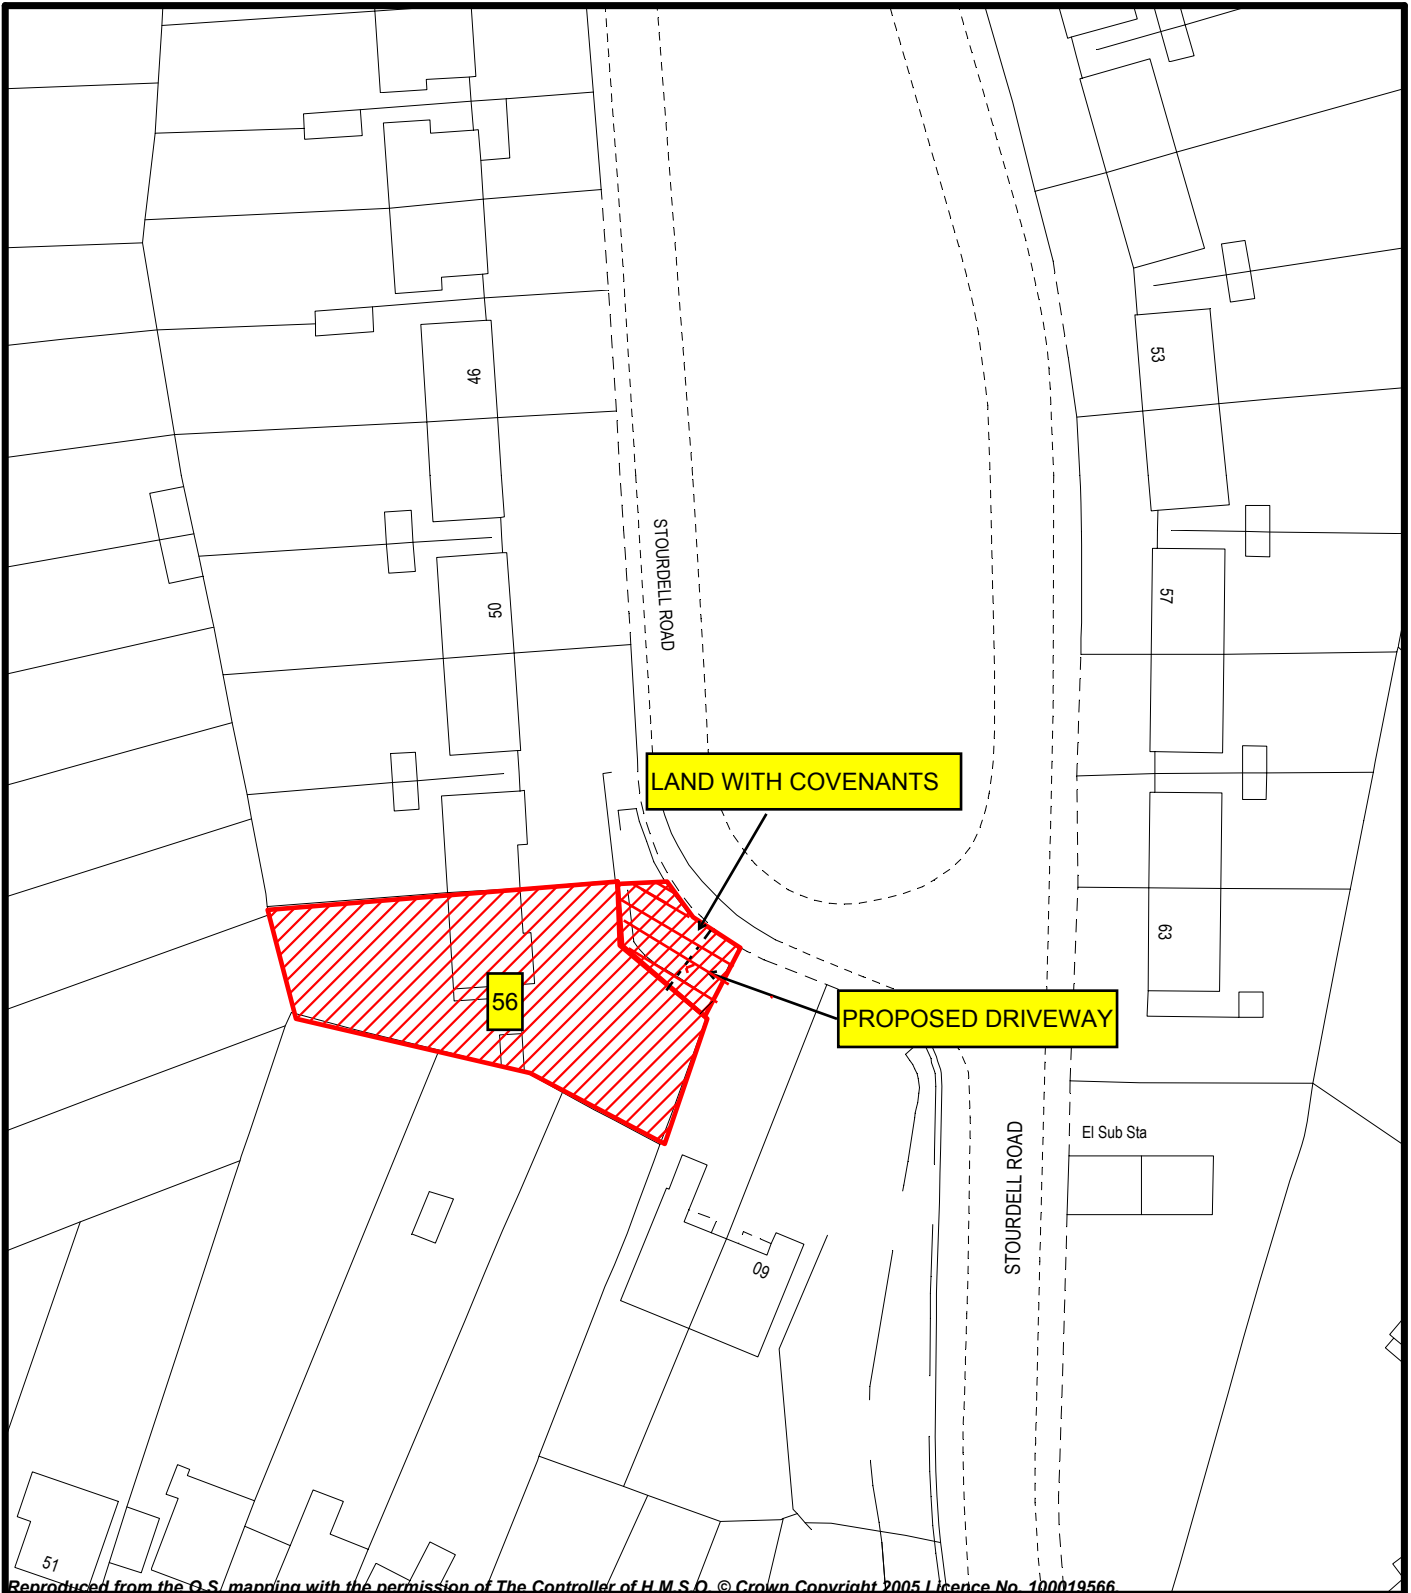 46
53
STOURDELL ROAD
50
57
LAND WITH COVENANTS
63
56
PROPOSED DRIVEWAY
STOURDELL ROAD
El Sub Sta
60
51
Reproduced from the O.S. mapping with the permission of The Controller of H.M.S.O. © Crown Copyright 2005 Licence No. 100019566.